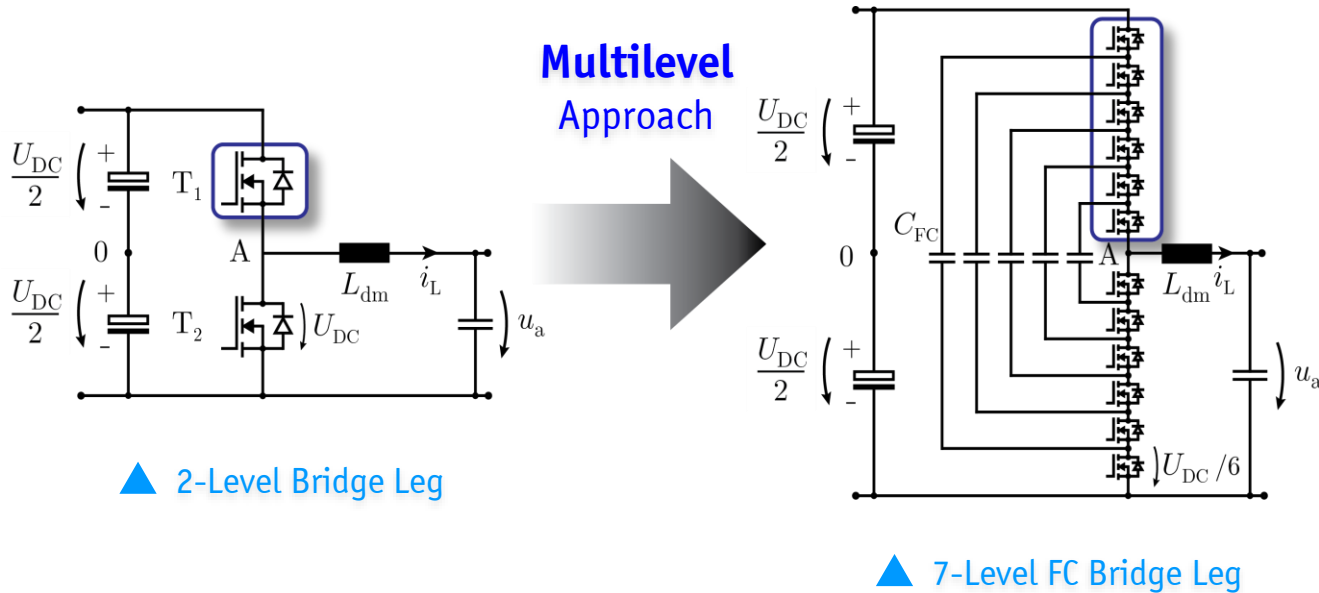 Multilevel
Approach
U_DC
2
+
-
T_1
0
A
L_dm
i_L
U_DC
2
+
-
T_2
U_DC
u_a
2-Level Bridge Leg
U_DC
2
+
-
C_FC
0
A
L_dm
i_L
U_DC
2
+
-
u_a
U_DC /6
7-Level FC Bridge Leg